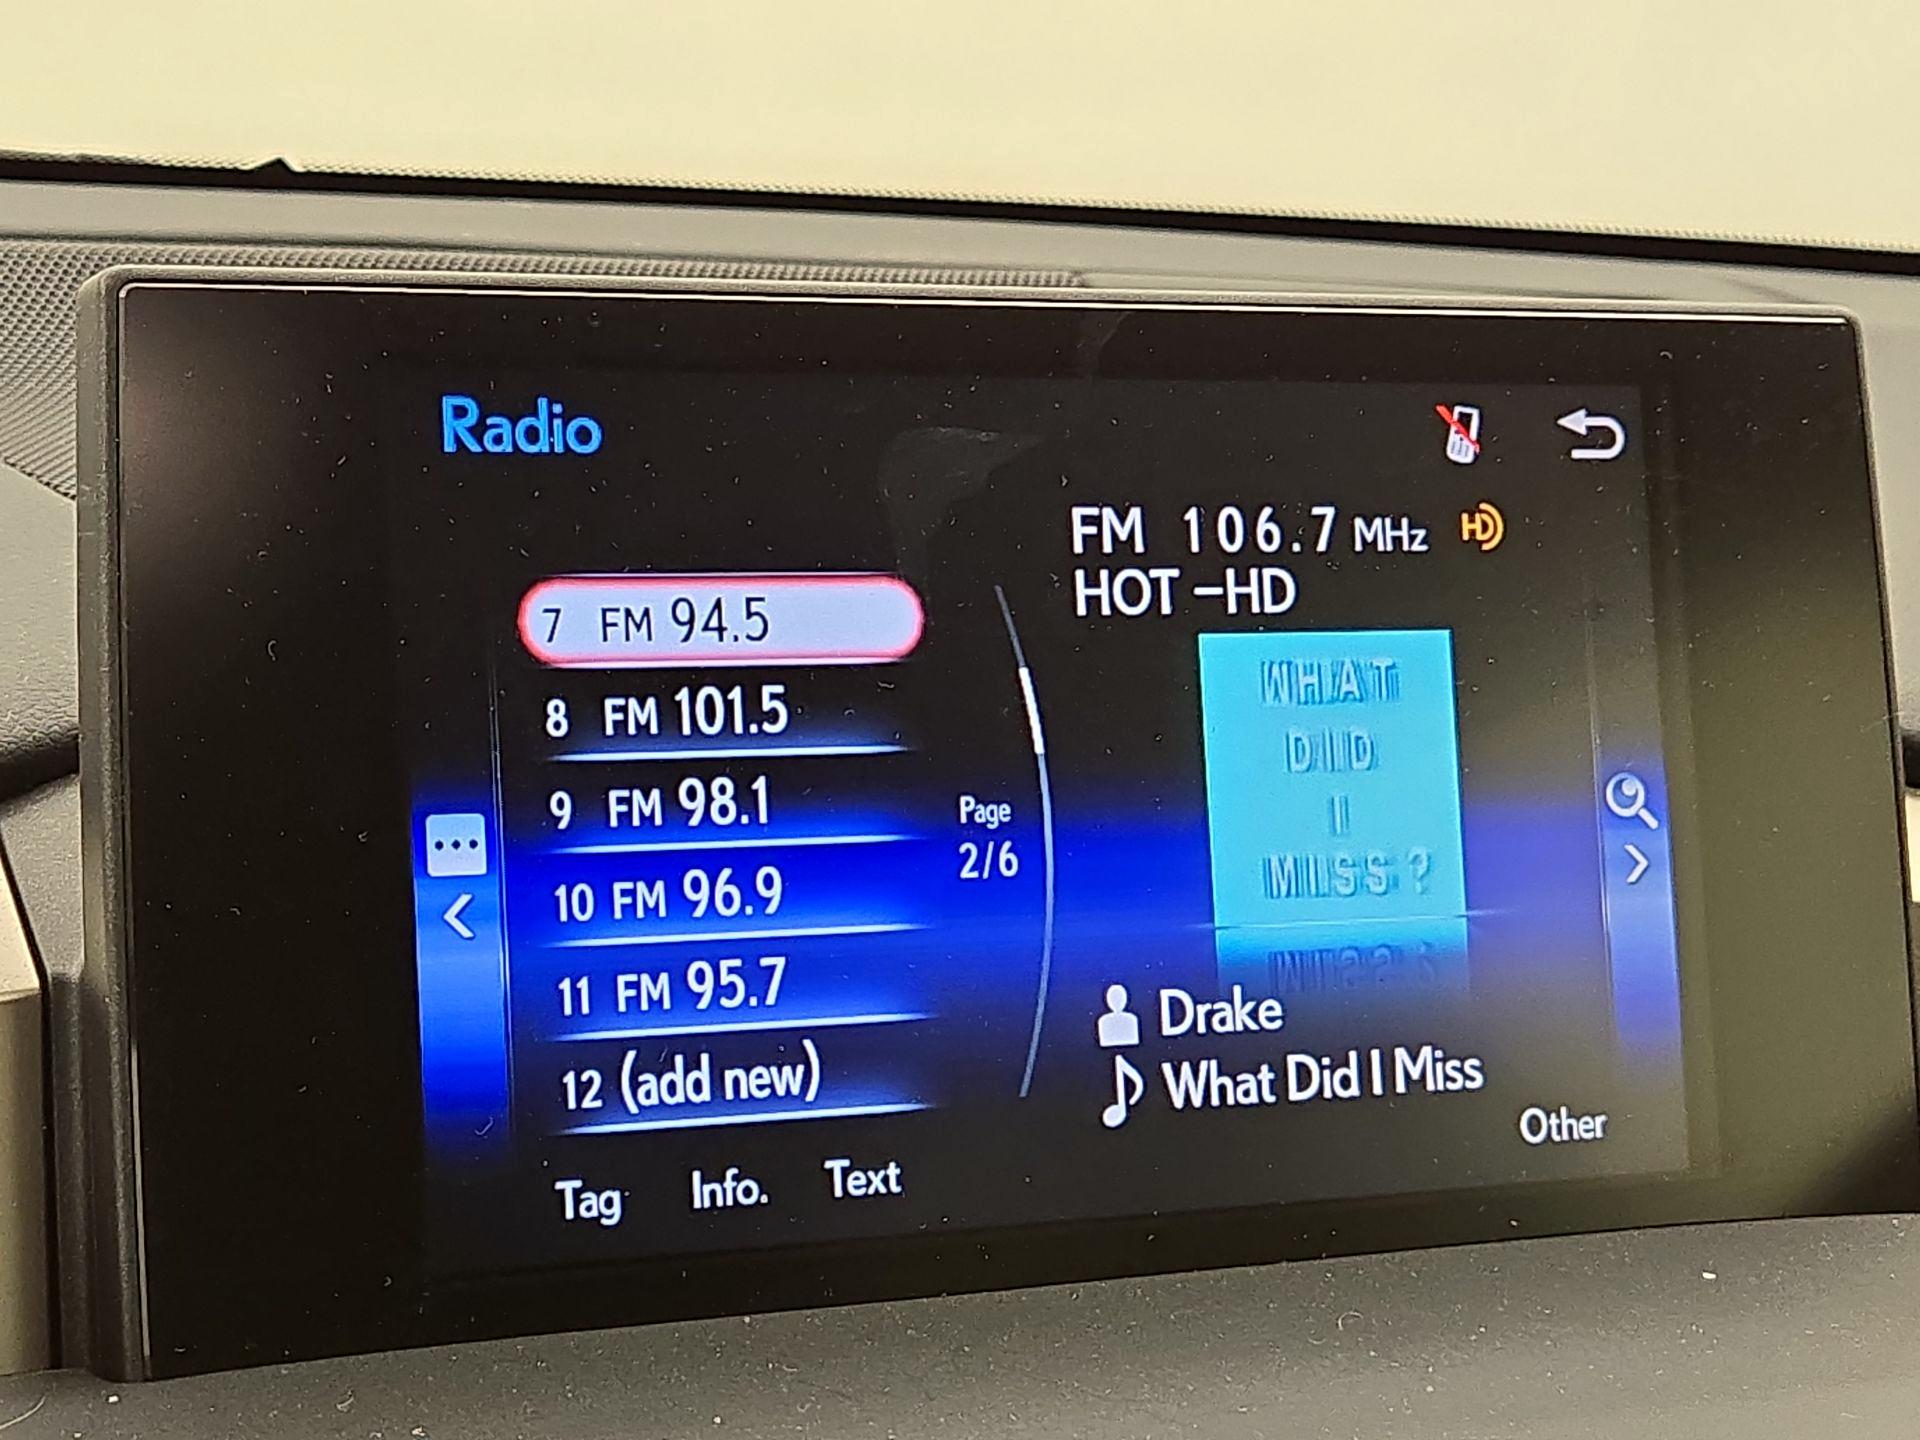 Radio
FM 106.7 MHz HD
HOT -HD
7 FM 94.5
8 FM 101.5
9 FM 98.1
10 FM 96.9
11 FM 95.7
12 (add new)
Page
2/6
WHAT
DID
I
MISS ?
Drake
What Did I Miss
Other
Tag Info. Text